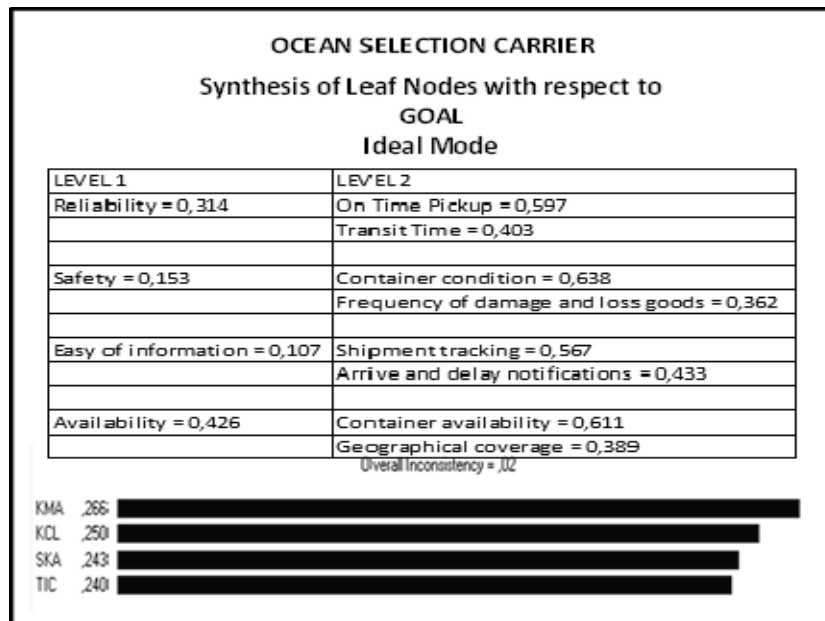 OCEAN SELECTION CARRIER
Synthesis of Leaf Nodes with respect to
GOAL
Ideal Mode
LEVEL 1 LEVEL 2
Reliability = 0,314 On Time Pickup = 0,597
Transit Time = 0,403
Safety = 0,153 Container condition = 0,638
Frequency of damage and loss goods = 0,362
Easy of information = 0,107 Shipment tracking = 0,567
Arrive and delay notifications = 0,433
Availability = 0,426 Container availability = 0,611
Geographical coverage = 0,389
Overall Inconsistency = ,02
KMA ,266
KCL ,250
SKA ,243
TIC ,240